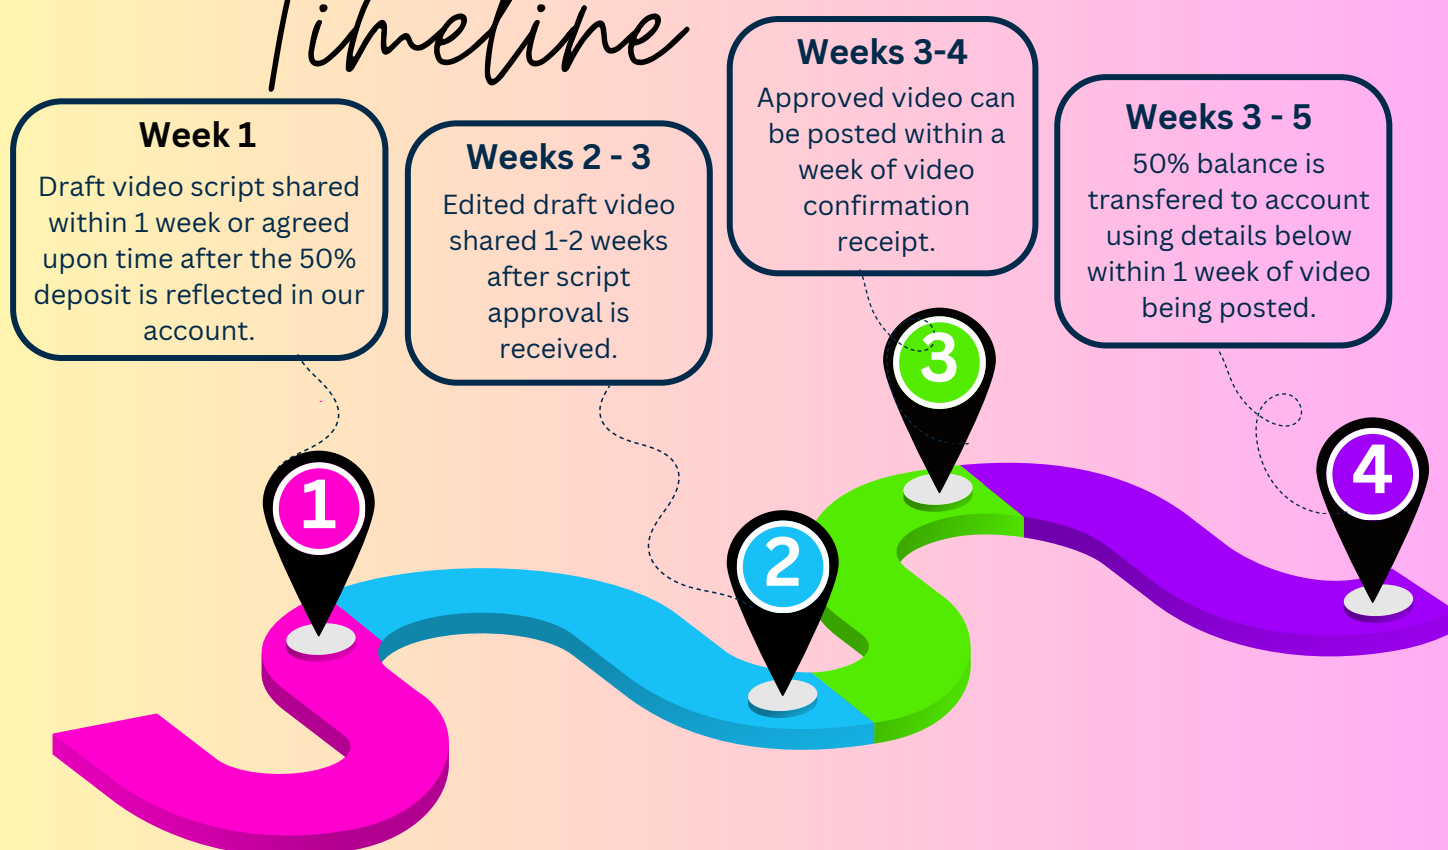 Timeline
Week 1
Draft video script shared
within 1 week or agreed
upon time after the 50%
deposit is reflected in our
account.
Weeks 2 - 3
Edited draft video
shared 1-2 weeks
after script
approval is
received.
Weeks 3-4
Approved video can
be posted within a
week of video
confirmation
receipt.
Weeks 3 - 5
50% balance is
transfered to account
using details below
within 1 week of video
being posted.
1
2
3
4